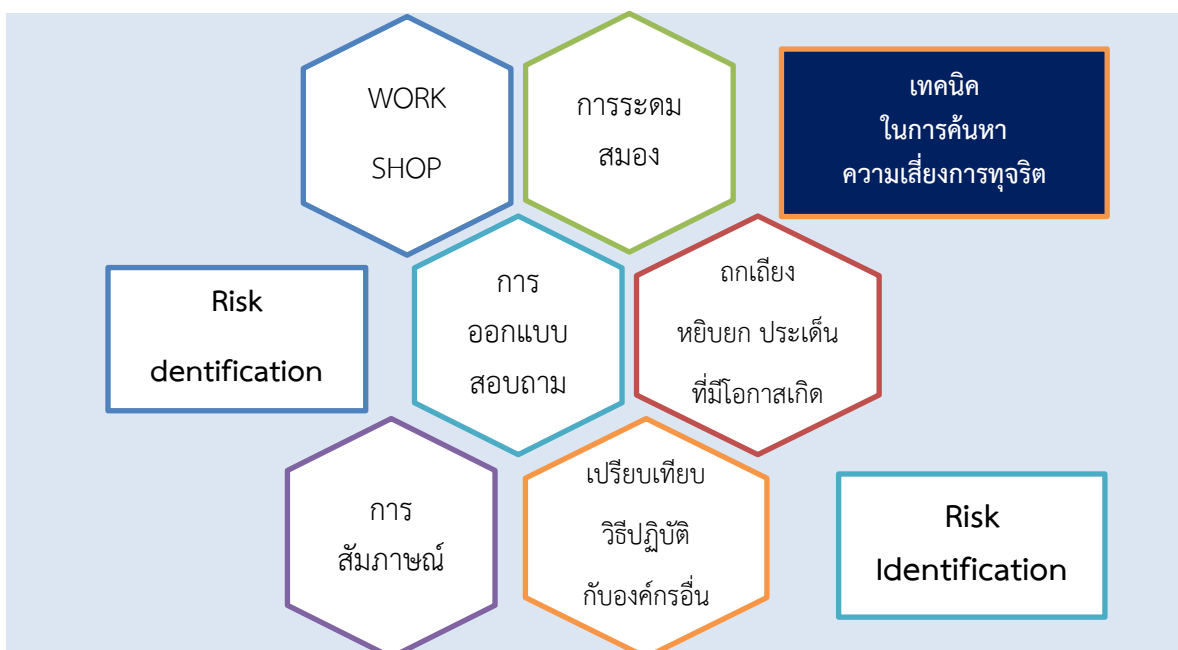 WORK
SHOP
การระดม
สมอง
เทคนิค
ในการค้นหา
ความเสี่ยงการทุจริต
Risk
dentification
การ
ออกแบบ
สอบถาม
ถกเถียง
หยิบยก ประเด็น
ที่มีโอกาสเกิด
การ
สัมภาษณ์
เปรียบเทียบ
วิธีปฏิบัติ
กับองค์กรอื่น
Risk
Identification